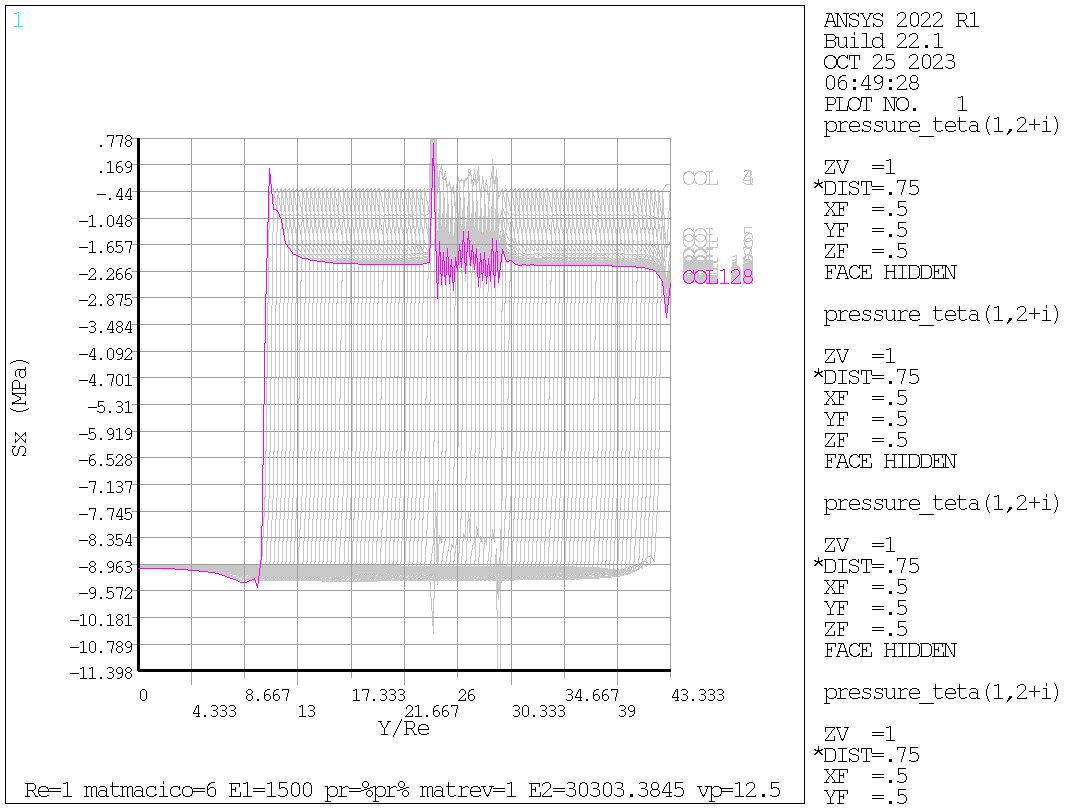 1
ANSYS 2022 R1
Build 22.1
OCT 25 2023
06:49:28
PLOT NO. 1
pressure_teta(1,2+i)
ZV =1
*DIST=.75
XF =.5
YF =.5
ZF =.5
FACE HIDDEN
pressure_teta(1,2+i)
ZV =1
*DIST=.75
XF =.5
YF =.5
ZF =.5
FACE HIDDEN
pressure_teta(1,2+i)
ZV =1
*DIST=.75
XF =.5
YF =.5
ZF =.5
FACE HIDDEN
pressure_teta(1,2+i)
ZV =1
*DIST=.75
XF =.5
YF =.5
.778
.169
-.44
-1.048
-1.657
-2.266
-2.875
-3.484
-4.092
-4.701
-5.31
-5.919
-6.528
-7.137
-7.745
-8.354
-8.963
-9.572
-10.181
-10.789
-11.398
Sx (MPa)
COL
COL
COL128
0
8.667
17.333
26
34.667
43.333
4.333
13
21.667
30.333
39
Y/Re
Re=1 matmacico=6 E1=1500 pr=%pr% matrev=1 E2=30303.3845 vp=12.5